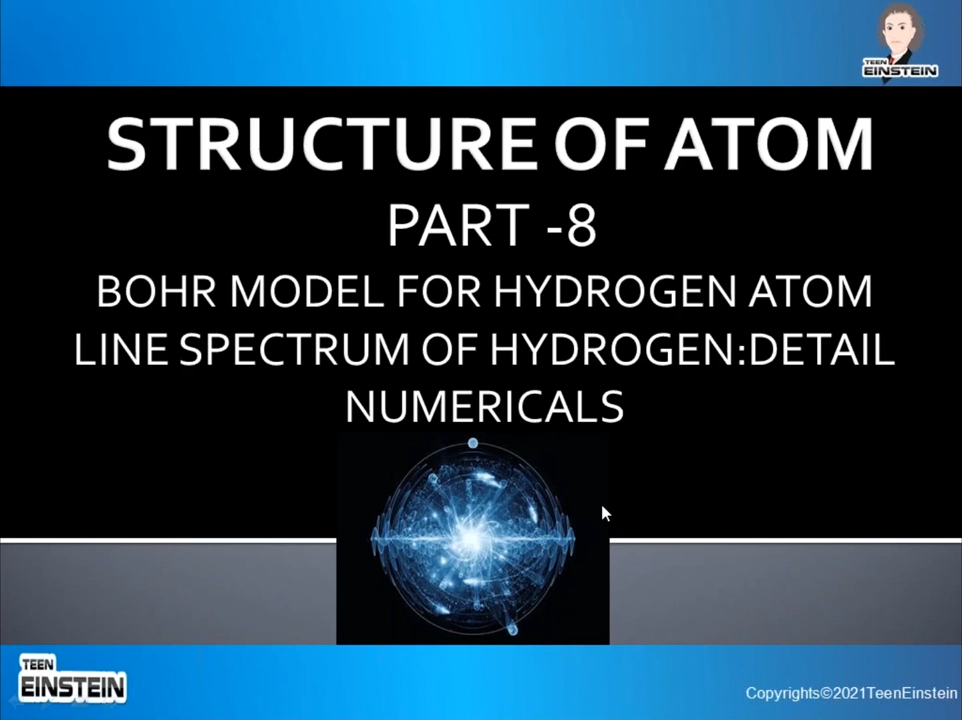 TEEN
EINSTEIN
STRUCTURE OF ATOM
PART -8
BOHR MODEL FOR HYDROGEN ATOM
LINE SPECTRUM OF HYDROGEN:DETAIL
NUMERICALS
TEEN
EINSTEIN
Copyrights©2021TeenEinstein